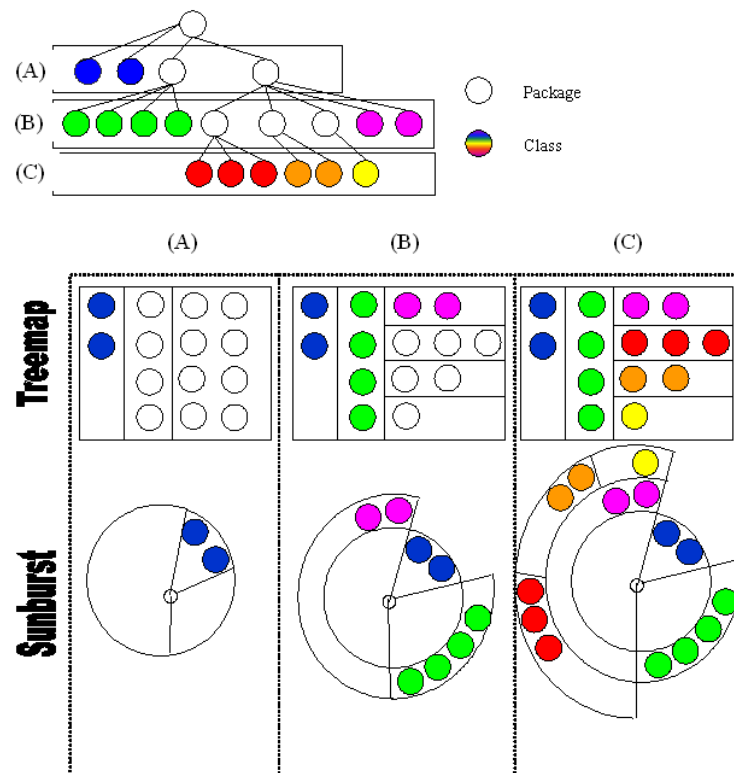 (A)
Package
(B)
Class
(C)
(A) (B) (C)
Treemap
Sunburst